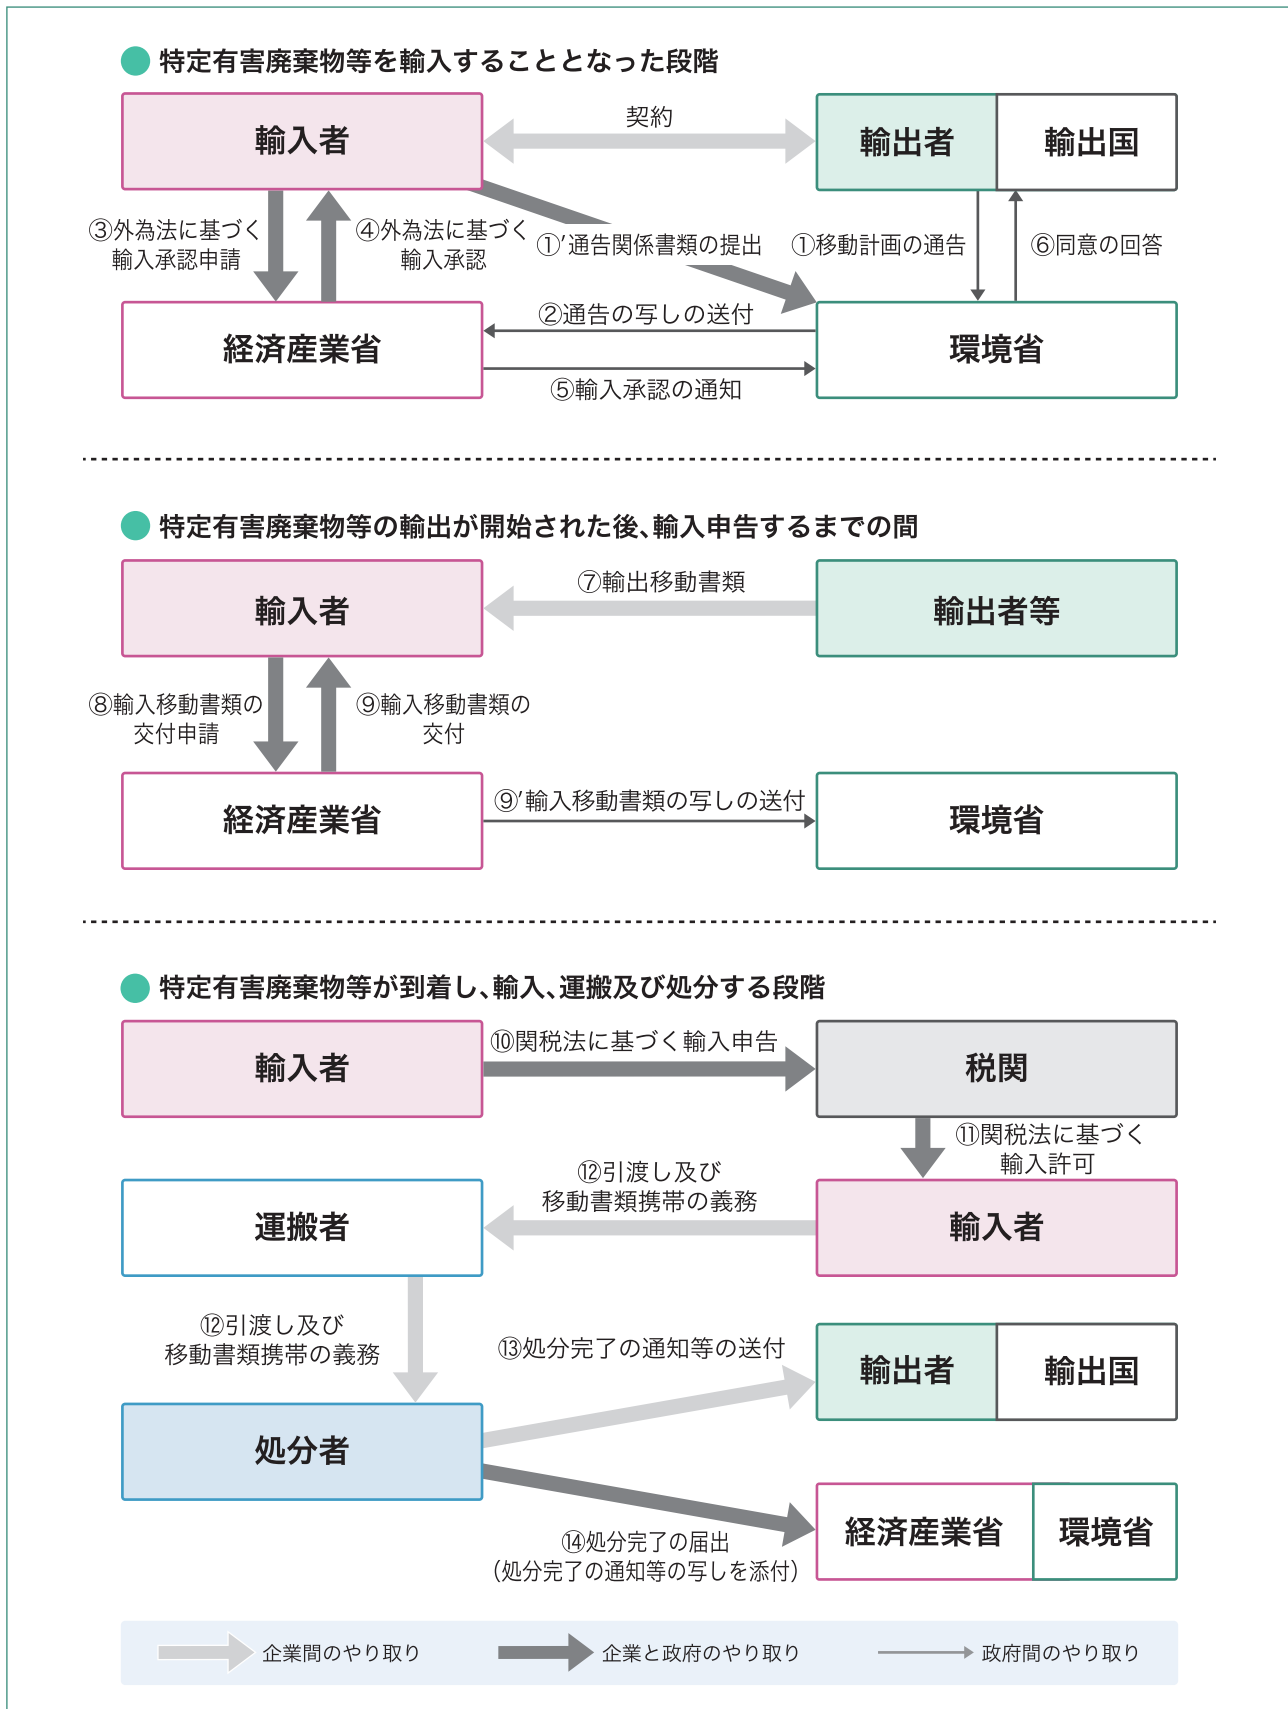 特定有害廃棄物等を輸入することとなった段階
輸入者
契約
輸出者
輸出国
③外為法に基づく
輸入承認申請
④外為法に基づく
輸入承認
①’通告関係書類の提出
①移動計画の通告
⑥同意の回答
経済産業省
②通告の写しの送付
⑤輸入承認の通知
環境省
特定有害廃棄物等の輸出が開始された後、輸入申告するまでの間
輸入者
⑦輸出移動書類
輸出者等
⑧輸入移動書類の
交付申請
⑨輸入移動書類の
交付
経済産業省
⑨’輸入移動書類の写しの送付
環境省
特定有害廃棄物等が到着し、輸入、運搬及び処分する段階
輸入者
⑩関税法に基づく輸入申告
税関
⑪関税法に基づく
輸入許可
運搬者
⑫引渡し及び
移動書類携帯の義務
輸入者
⑫引渡し及び
移動書類携帯の義務
⑬処分完了の通知等の送付
輸出者
輸出国
処分者
⑭処分完了の届出
（処分完了の通知等の写しを添付）
経済産業省
環境省
企業間のやり取り
企業と政府のやり取り
政府間のやり取り